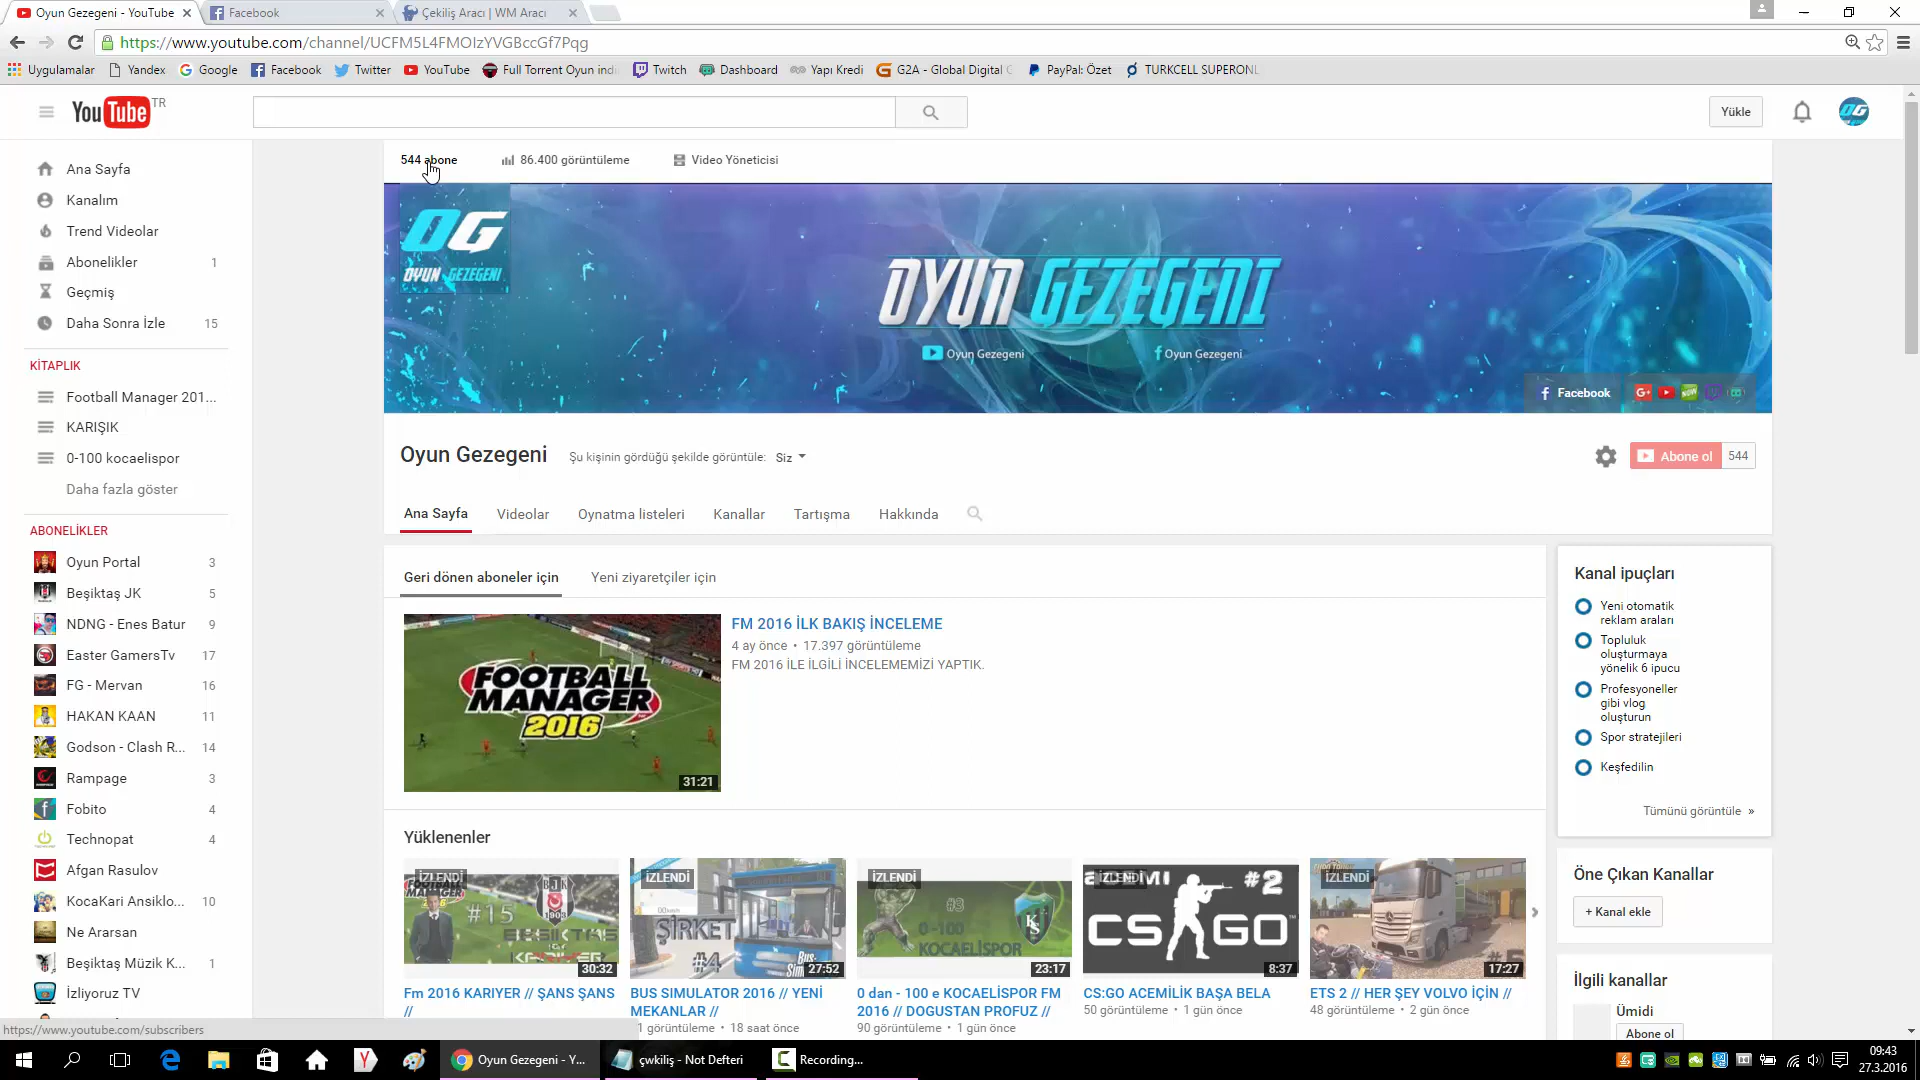 Oyun Gezegeni - YouTube
Facebook
Çekiliş Aracı | WM Aracı
https://www.youtube.com/channel/UCFM5L4FMOIzYVGBccGf7Pqg
Uygulamalar
Yandex
Google
Facebook
Twitter
YouTube
Full Torrent Oyun indi
Twitch
Dashboard
Yapı Kredi
G2A - Global Digital
PayPal: Özet
TURKCELL SUPERONL
YouTube TR
Yükle
544 abone
86.400 görüntüleme
Video Yöneticisi
Ana Sayfa
Kanalım
Trend Videolar
Abonelikler 1
Geçmiş
Daha Sonra İzle 15
KİTAPLIK
Football Manager 201...
KARIŞIK
0-100 kocaelispor
Daha fazla göster
ABONELİKLER
Oyun Portal 3
Beşiktaş JK 5
NDNG - Enes Batur 9
Easter GamersTv 17
FG - Mervan 16
HAKAN KAAN 11
Godson - Clash R... 14
Rampage 3
Fobito 4
Technopat 4
Afgan Rasulov
KocaKari Ansiklo... 10
Ne Ararsan
Beşiktaş Müzik K... 1
İzliyoruz TV
OG
OYUN GEZEGENI
OYUN GEZEGENI
Oyun Gezegeni
Oyun Gezegeni
Facebook
Oyun Gezegeni
Şu kişinin gördüğü şekilde görüntüle: Siz
Abone ol 544
Ana Sayfa
Videolar
Oynatma listeleri
Kanallar
Tartışma
Hakkında
Geri dönen aboneler için
Yeni ziyaretçiler için
FOOTBALL
MANAGER
2016
31:21
FM 2016 İLK BAKIŞ İNCELEME
4 ay önce • 17.397 görüntüleme
FM 2016 İLE İLGİLİ İNCELEMEMİZİ YAPTIK.
Yüklenenler
İZLENDİ
#15
BJK
1903
BESIKTAS
30:32
Fm 2016 KARIYER // ŞANS ŞANS
//
İZLENDİ
ŞİRKET
#4
27:52
BUS SIMULATOR 2016 // YENİ
MEKANLAR //
1 görüntüleme • 18 saat önce
İZLENDİ
#3
0 -100
KOCAELİSPOR
23:17
0 dan - 100 e KOCAELİSPOR FM
2016 // DOGUSTAN PROFUZ //
90 görüntüleme • 1 gün önce
İZLENDİ
#2
CS GO
8:37
CS:GO ACEMİLİK BAŞA BELA
50 görüntüleme • 1 gün önce
İZLENDİ
17:27
ETS 2 // HER ŞEY VOLVO İÇİN //
48 görüntüleme • 2 gün önce
Kanal ipuçları
Yeni otomatik
reklam araları
Topluluk
oluşturmaya
yönelik 6 ipucu
Profesyoneller
gibi vlog
oluşturun
Spor stratejileri
Keşfedilin
Tümünü görüntüle »
Öne Çıkan Kanallar
+ Kanal ekle
İlgili kanallar
Ümidi
Abone ol
https://www.youtube.com/subscribers
Oyun Gezegeni - Y...
çwkiliş - Not Defteri
Recording...
09:43
27.3.2016